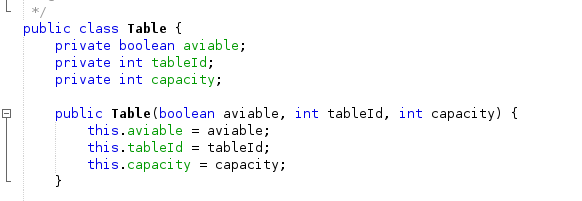 */
public class Table {
    private boolean aviable;
    private int tableId;
    private int capacity;
    public Table(boolean aviable, int tableId, int capacity) {
        this.aviable = aviable;
        this.tableId = tableId;
        this.capacity = capacity;
    }